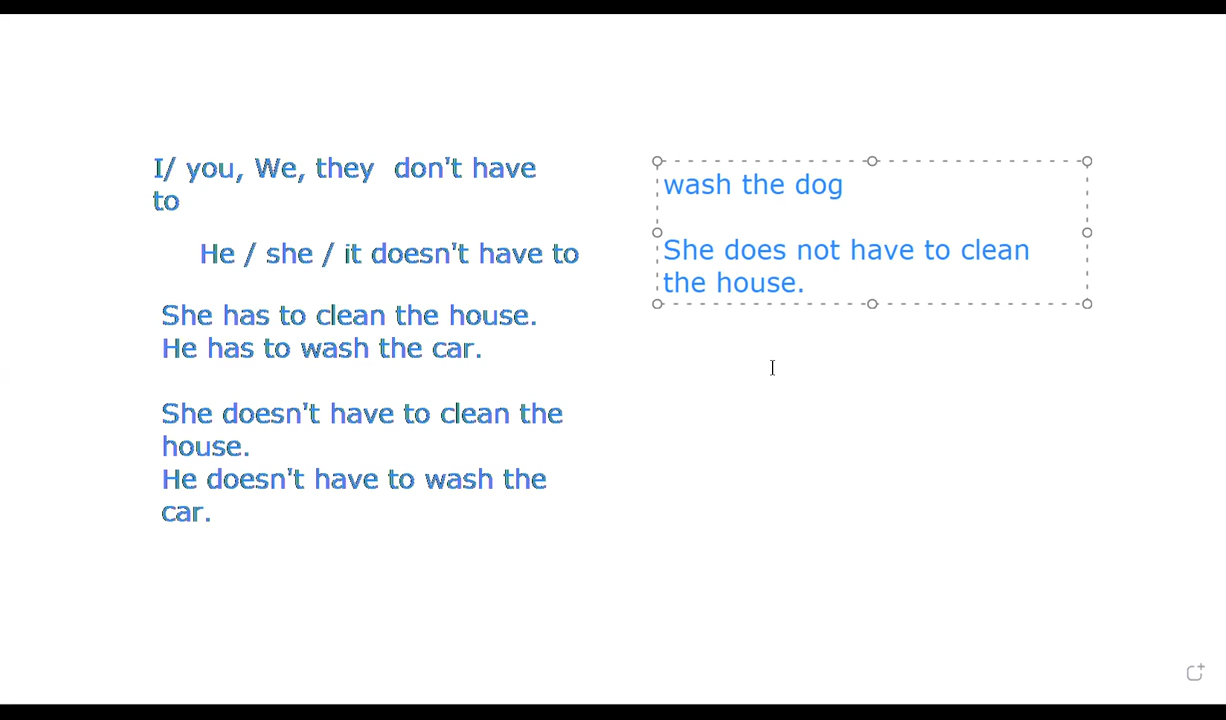 I/ you, We, they  don't have
to
He / she / it doesn't have to
She has to clean the house.
He has to wash the car.
She doesn't have to clean the
house.
He doesn't have to wash the
car.
wash the dog
She does not have to clean
the house.